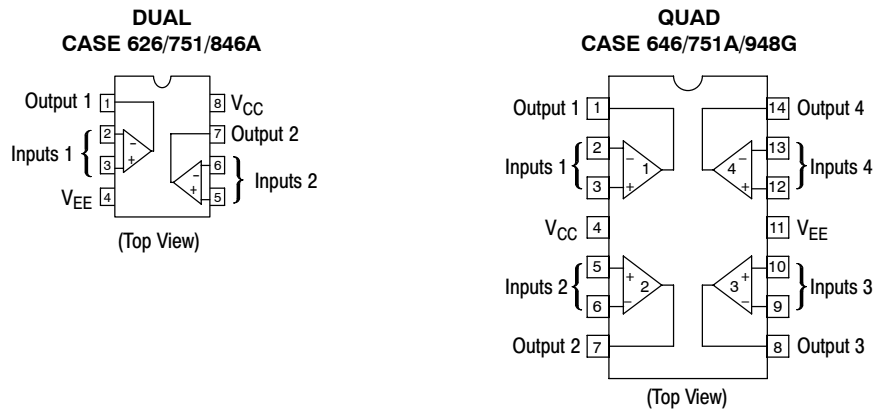 DUAL
CASE 626/751/846A
Output 1 1
8 VCC
2 −
7 Output 2
Inputs 1
3 +
− 6
Inputs 2
VEE 4
+ 5
(Top View)
QUAD
CASE 646/751A/948G
Output 1 1
14 Output 4
2 −
− 13
Inputs 1
1
4
Inputs 4
3 +
+ 12
VCC 4
11 VEE
5 +
+ 10
Inputs 2
2
3
Inputs 3
6 −
− 9
Output 2 7
8 Output 3
(Top View)